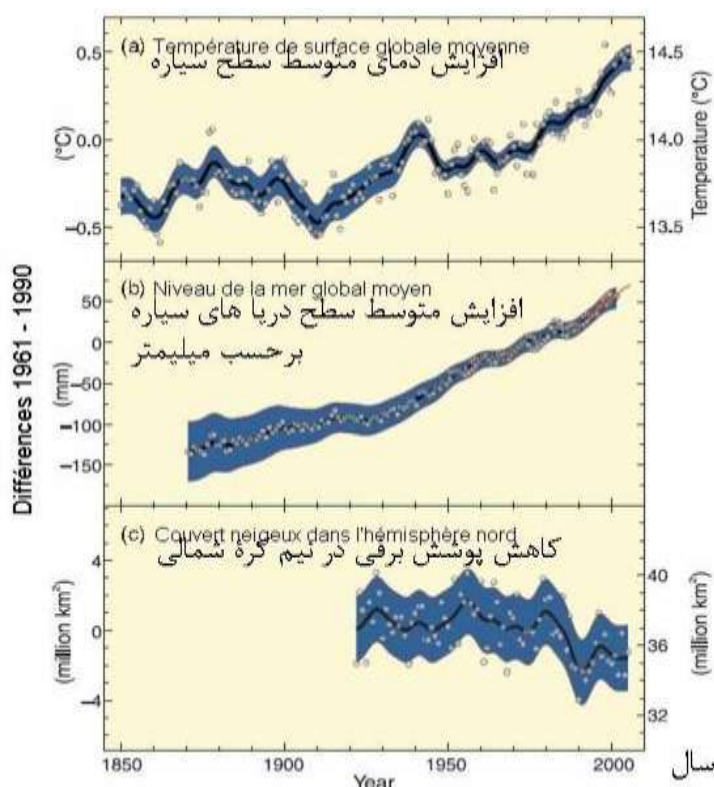 Différences 1961 - 1990
(a) Température de surface globale moyenne
افزایش دمای متوسط سطح سیاره
0.5
0.0
−0.5
(°C)
14.5
14.0
13.5
Temperature (°C)
(b) Niveau de la mer global moyen
افزایش متوسط سطح دریا های سیاره
برحسب میلیمتر
50
0
−50
−100
−150
(mm)
(c) Couvert neigeux dans l'hémisphère nord
کاهش پوشش برفی در نیم کرهٔ شمالی
4
0
−4
(million km²)
40
36
32
(million km²)
1850
1900
1950
2000
Year
سال